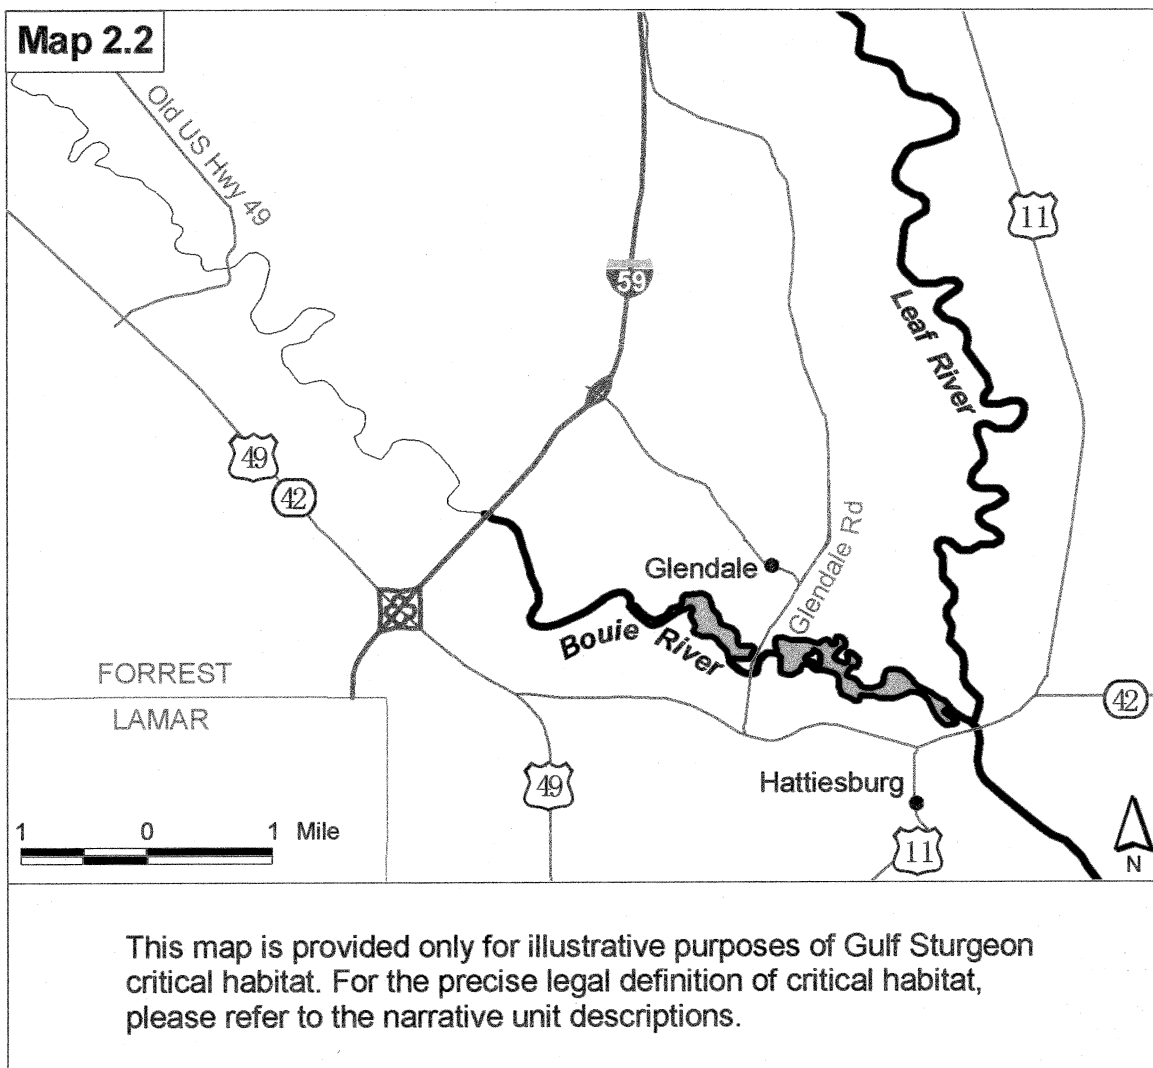 Map 2.2
Old US Hwy 49
11
59
Leaf River
49
42
Glendale
Glendale Rd
Bouie River
FORREST
LAMAR
42
49
Hattiesburg
1 0 1 Mile
11
N
This map is provided only for illustrative purposes of Gulf Sturgeon
critical habitat. For the precise legal definition of critical habitat,
please refer to the narrative unit descriptions.